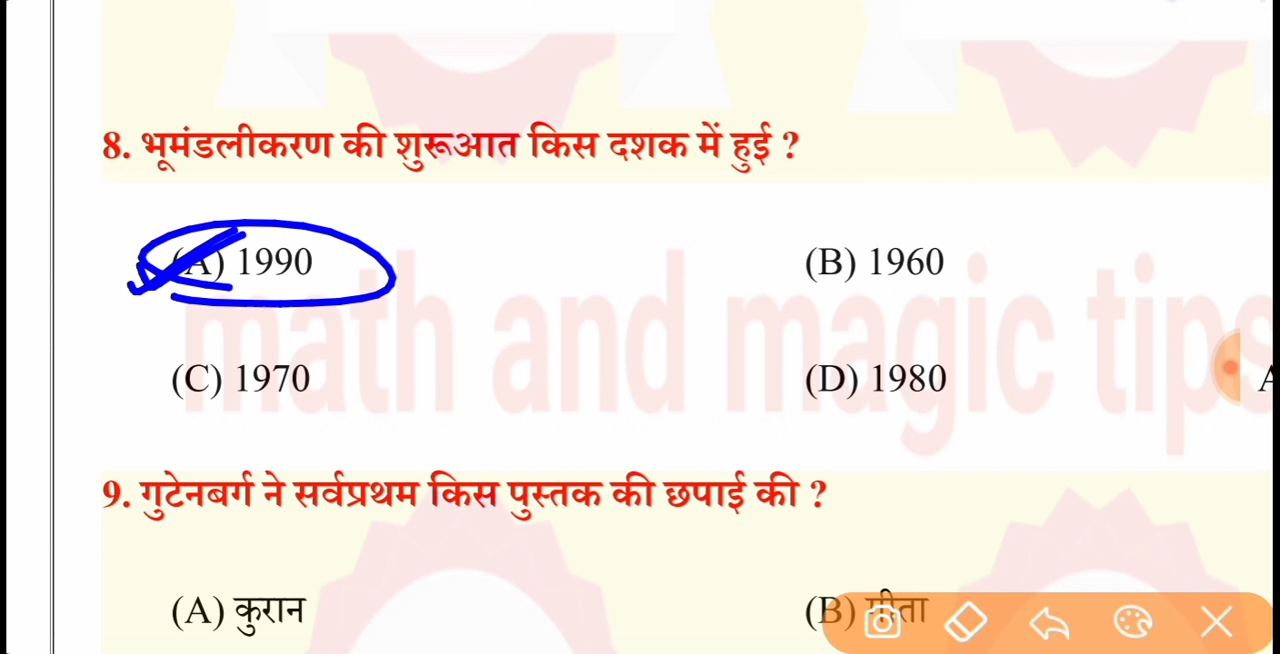 8. भूमंडलीकरण की शुरूआत किस दशक में हुई ?
(A) 1990
(B) 1960
math and magic tips
(C) 1970
(D) 1980
A
9. गुटेनबर्ग ने सर्वप्रथम किस पुस्तक की छपाई की ?
(A) कुरान
(B) गीता